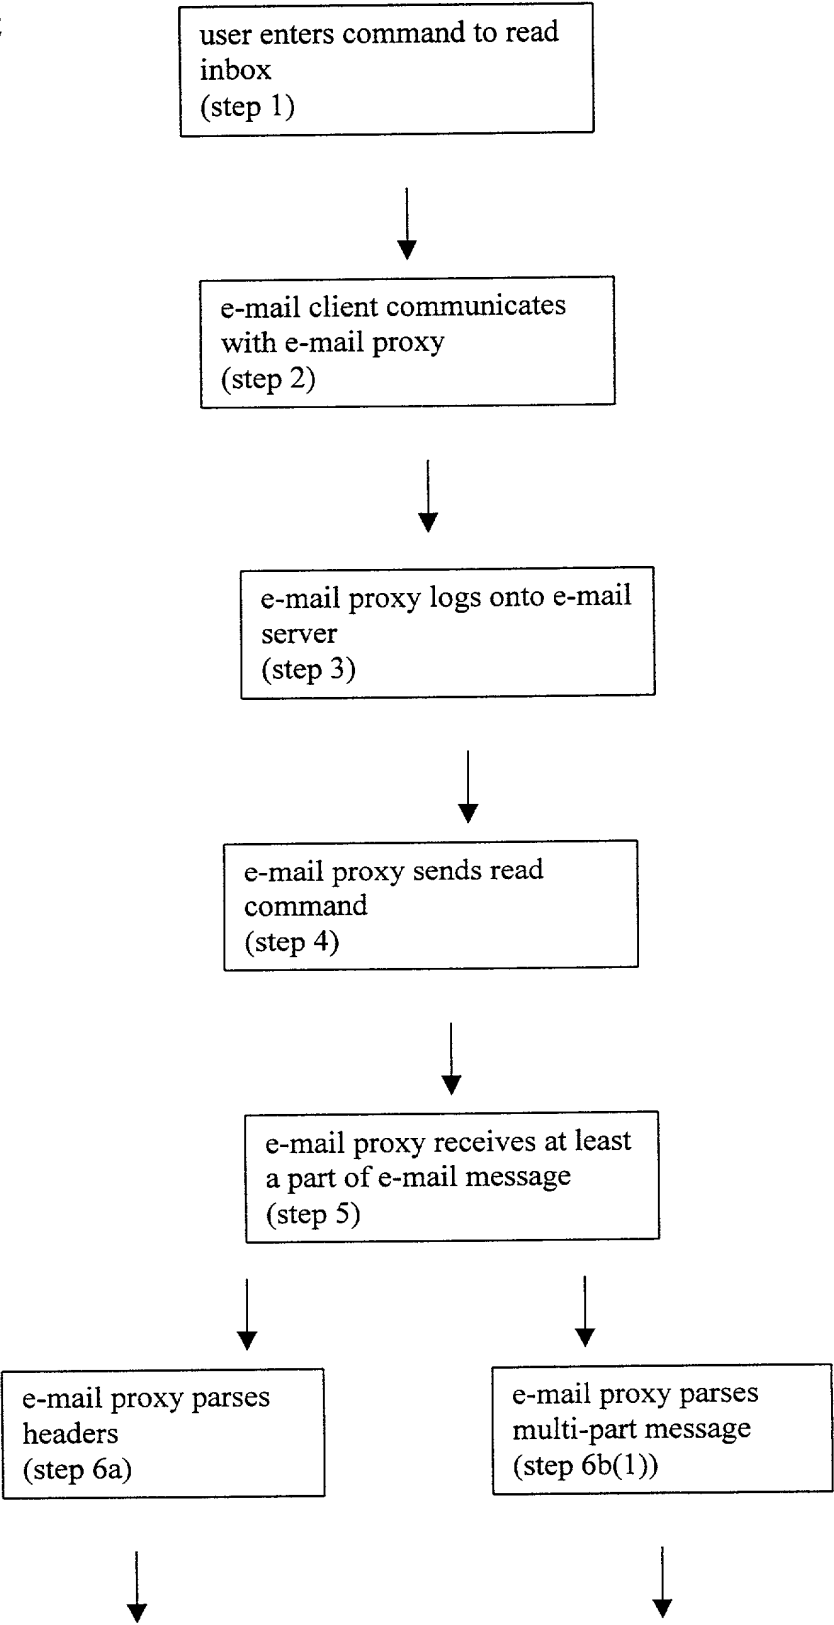 user enters command to read
inbox
(step 1)
e-mail client communicates
with e-mail proxy
(step 2)
e-mail proxy logs onto e-mail
server
(step 3)
e-mail proxy sends read
command
(step 4)
e-mail proxy receives at least
a part of e-mail message
(step 5)
e-mail proxy parses
headers
(step 6a)
e-mail proxy parses
multi-part message
(step 6b(1))